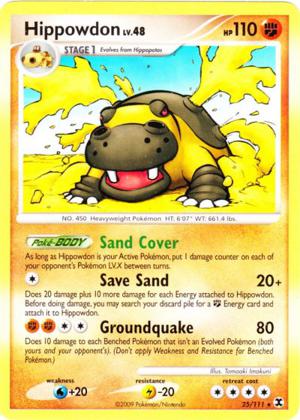 Hippowdon LV.48 HP 110
STAGE 1 Evolves from Hippopotas
NO. 450 Heavyweight Pokémon HT. 6'07" WT. 661.4 lbs.
Poké-BODY Sand Cover
As long as Hippowdon is your Active Pokémon, put 1 damage counter on each of
your opponent's Pokémon LV.X between turns.
Save Sand 20+
Does 20 damage plus 10 more damage for each Energy attached to Hippowdon.
Before doing damage, you may search your discard pile for a Energy card and
attach it to Hippowdon.
Groundquake 80
Does 10 damage to each Benched Pokémon that isn't an Evolved Pokémon (both
yours and your opponent's). (Don't apply Weakness and Resistance for Benched
Pokémon.)
Illus. Tomoaki Imakuni
weakness resistance retreat cost
+20 -20
©2009 Pokémon/Nintendo 25/111